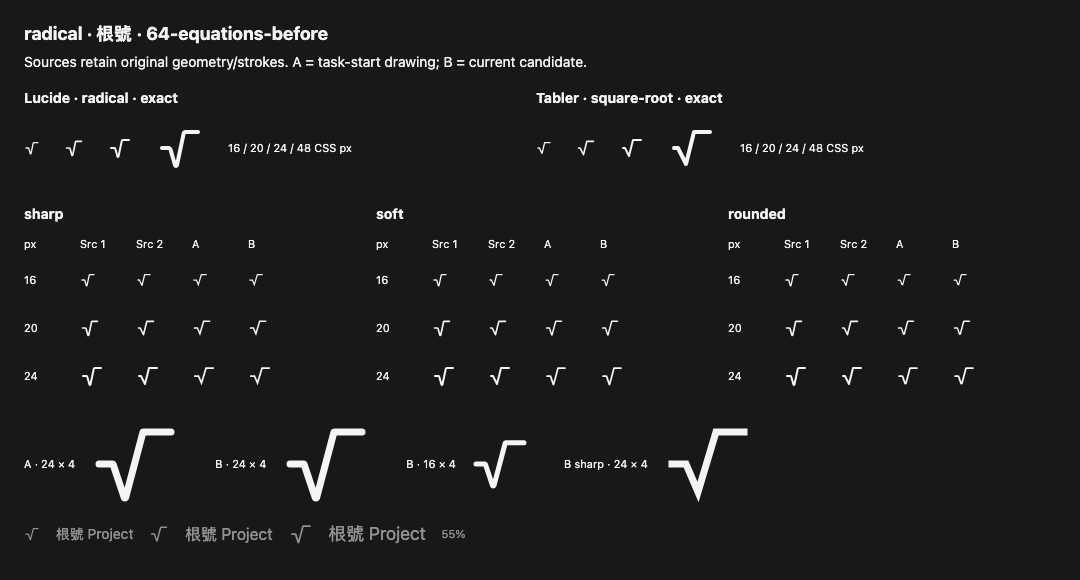 radical · 根號 · 64-equations-before
Sources retain original geometry/strokes. A = task-start drawing; B = current candidate.
Lucide · radical · exact
Tabler · square-root · exact
16 / 20 / 24 / 48 CSS px
16 / 20 / 24 / 48 CSS px
sharp
soft
rounded
px Src 1 Src 2 A B
px Src 1 Src 2 A B
px Src 1 Src 2 A B
16
16
16
20
20
20
24
24
24
A · 24 × 4
B · 24 × 4
B · 16 × 4
B sharp · 24 × 4
根號 Project 根號 Project 根號 Project 55%